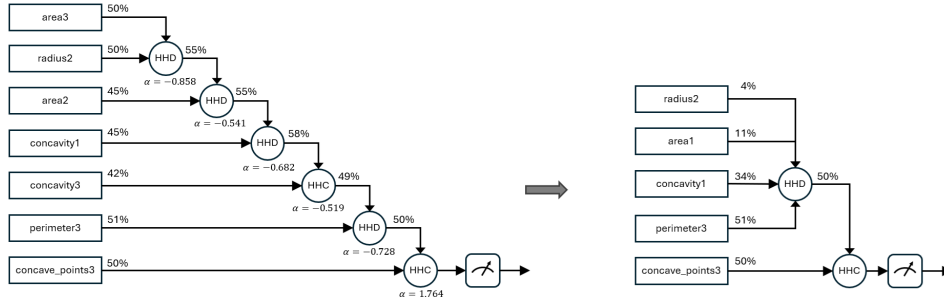 area3
50%
radius2
50%
HHD
55%
α = −0.858
area2
45%
HHD
55%
α = −0.541
concavity1
45%
HHD
58%
α = −0.682
concavity3
42%
HHC
49%
α = −0.519
perimeter3
51%
HHD
50%
α = −0.728
concave_points3
50%
HHC
α = 1.764
radius2
4%
area1
11%
concavity1
34%
HHD
50%
perimeter3
51%
concave_points3
50%
HHC